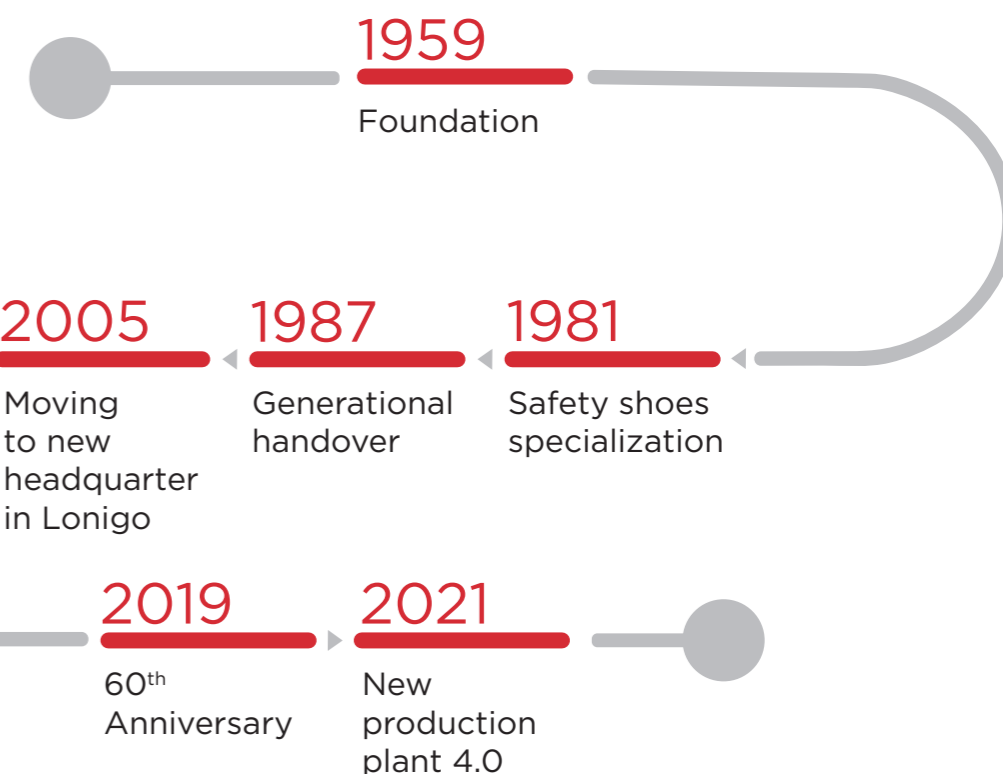 1959
Foundation
2005
1987
1981
Moving
to new
headquarter
in Lonigo
Generational
handover
Safety shoes
specialization
2019
2021
60th
Anniversary
New
production
plant 4.0